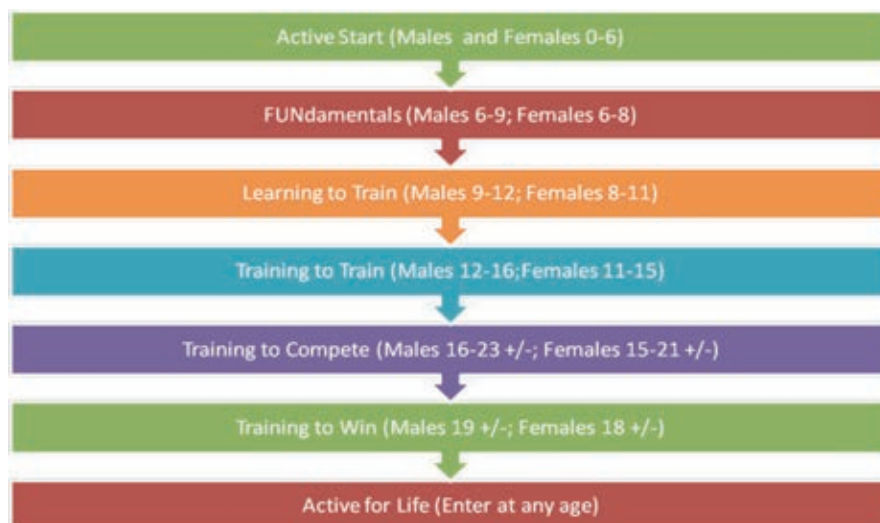 Active Start (Males and Females 0-6)
FUNdamentals (Males 6-9; Females 6-8)
Learning to Train (Males 9-12; Females 8-11)
Training to Train (Males 12-16;Females 11-15)
Training to Compete (Males 16-23 +/-; Females 15-21 +/-)
Training to Win (Males 19 +/-; Females 18 +/-)
Active for Life (Enter at any age)